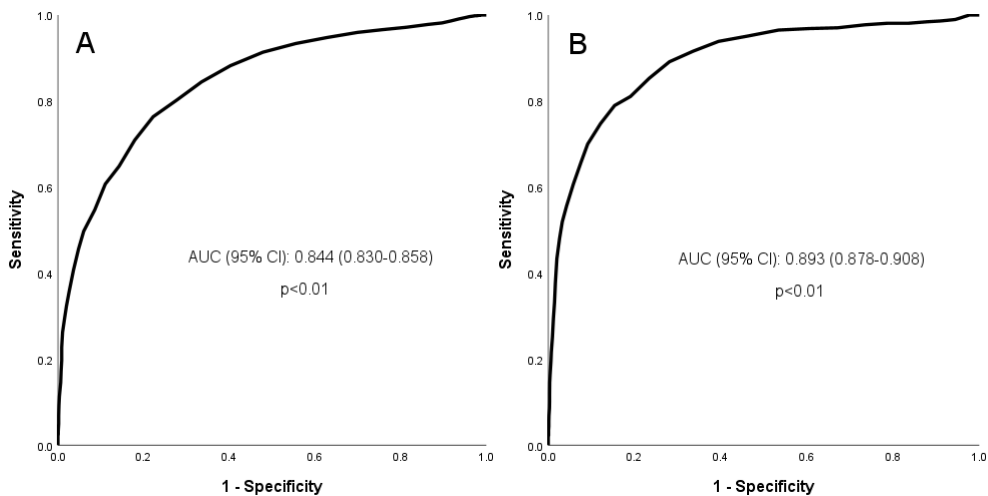 A
1.0
0.8
0.6
0.4
0.2
0.0
Sensitivity
AUC (95% CI): 0.844 (0.830-0.858)
p<0.01
0.0 0.2 0.4 0.6 0.8 1.0
1 - Specificity
B
1.0
0.8
0.6
0.4
0.2
0.0
Sensitivity
AUC (95% CI): 0.893 (0.878-0.908)
p<0.01
0.0 0.2 0.4 0.6 0.8 1.0
1 - Specificity